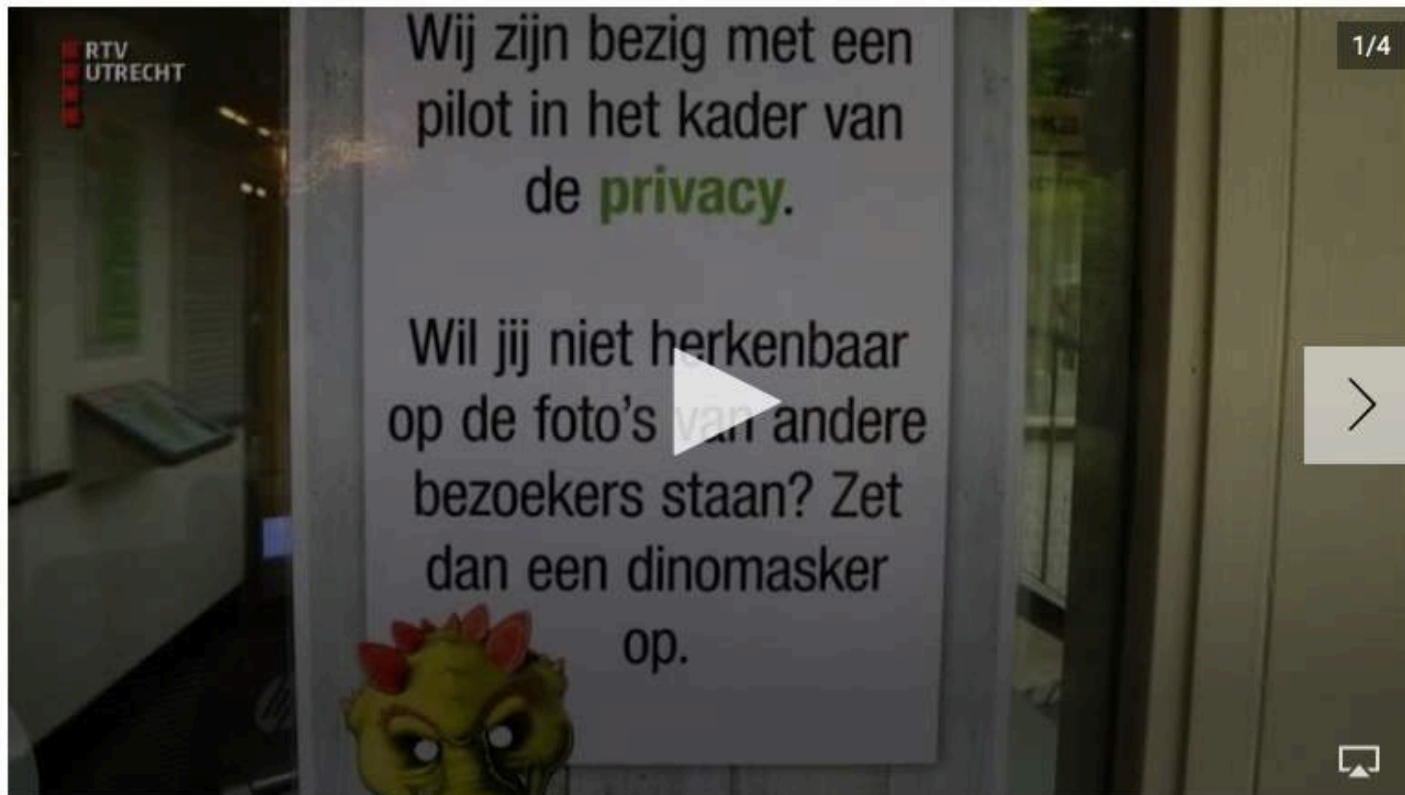 RTV
UTRECHT
1/4
Wij zijn bezig met een
pilot in het kader van
de privacy.
Wil jij niet herkenbaar
op de foto's van andere
bezoekers staan? Zet
dan een dinomasker
op.